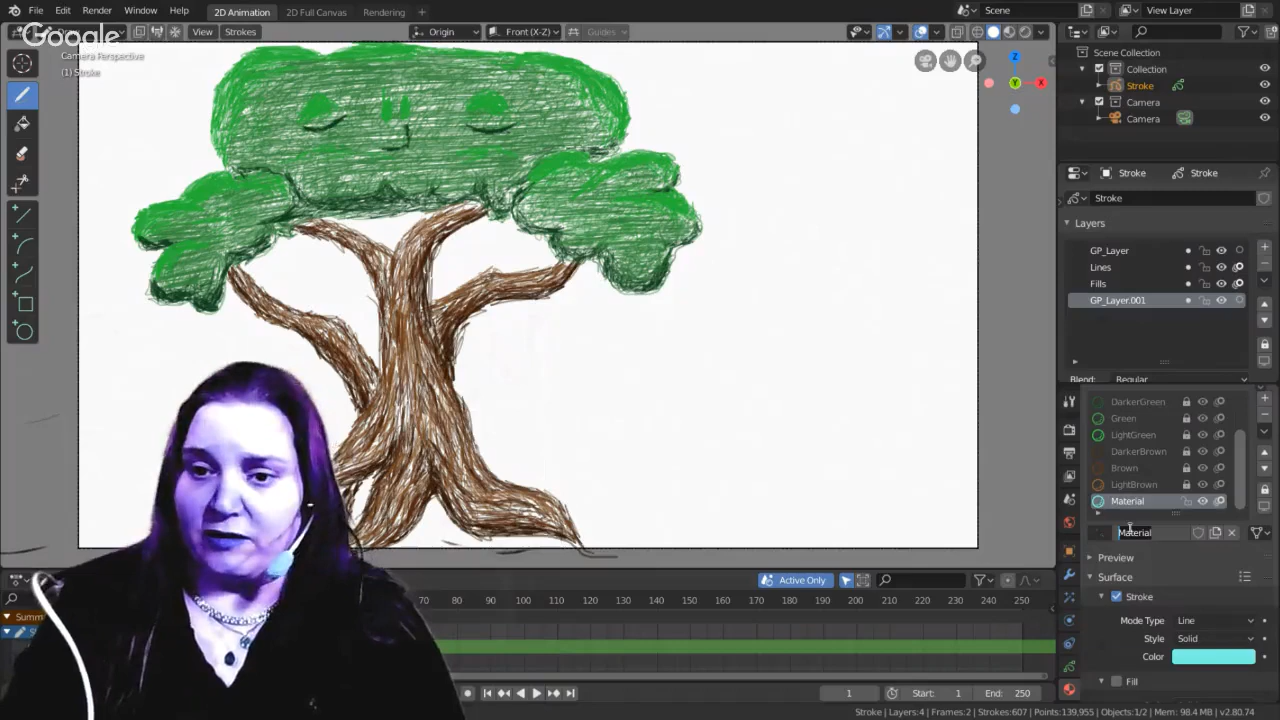 File Edit Render Window Help 2D Animation 2D Full Canvas Rendering + Scene View Layer
Google
View Strokes Origin Front (X-Z) Guides
Camera Perspective
(1) Stroke
Z
Y
X
Scene Collection
Collection
Stroke
Camera
Camera
Stroke Stroke
Stroke
Layers
GP_Layer
Lines
Fills
GP_Layer.001
Blend: Regular
DarkerGreen
Green
LightGreen
DarkerBrown
Brown
LightBrown
Material
Material
Preview
Surface
Stroke
Mode Type Line
Style Solid
Color
Fill
Active Only
70 80 90 100 110 120 130 140 150 160 170 180 190 200 210 220 230 240 250
Summ
1 Start: 1 End: 250
Stroke | Layers:4 | Frames:2 | Strokes:607 | Points:139,955 | Objects:1/2 | Mem: 98.4 MB | v2.80.74